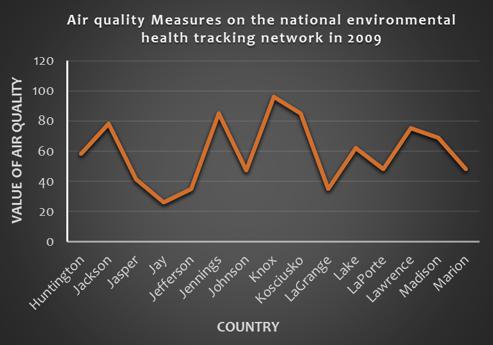 Air quality Measures on the national environmental
health tracking network in 2009
VALUE OF AIR QUALITY
120
100
80
60
40
20
0
Huntington
Jackson
Jasper
Jay
Jefferson
Jennings
Johnson
Knox
Kosciusko
LaGrange
Lake
LaPorte
Lawrence
Madison
Marion
COUNTRY